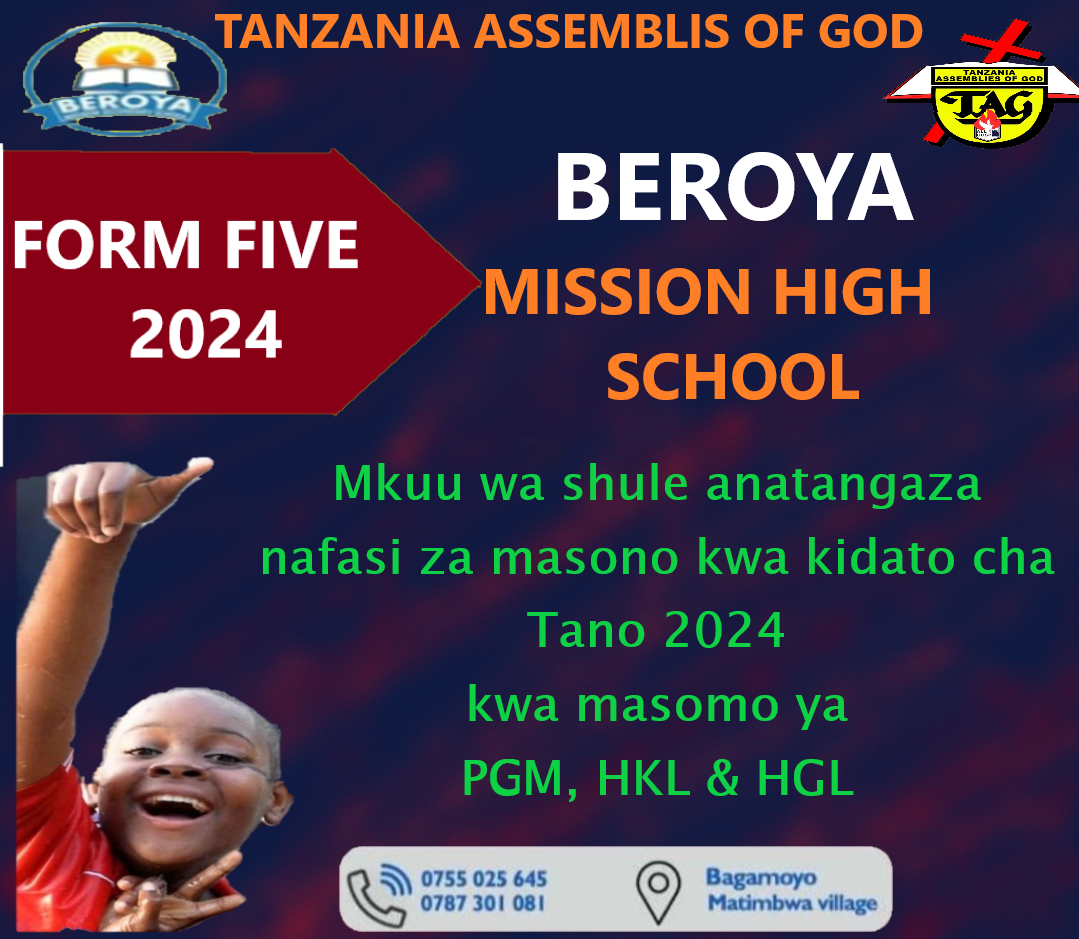 TANZANIA ASSEMBLIS OF GOD
BEROYA
TANZANIA
ASSEMBLIES OF GOD
TAG
FORM FIVE
2024
BEROYA
MISSION HIGH
SCHOOL
Mkuu wa shule anatangaza
nafasi za masono kwa kidato cha
Tano 2024
kwa masomo ya
PGM, HKL & HGL
0755 025 645
0787 301 081
Bagamoyo
Matimbwa village